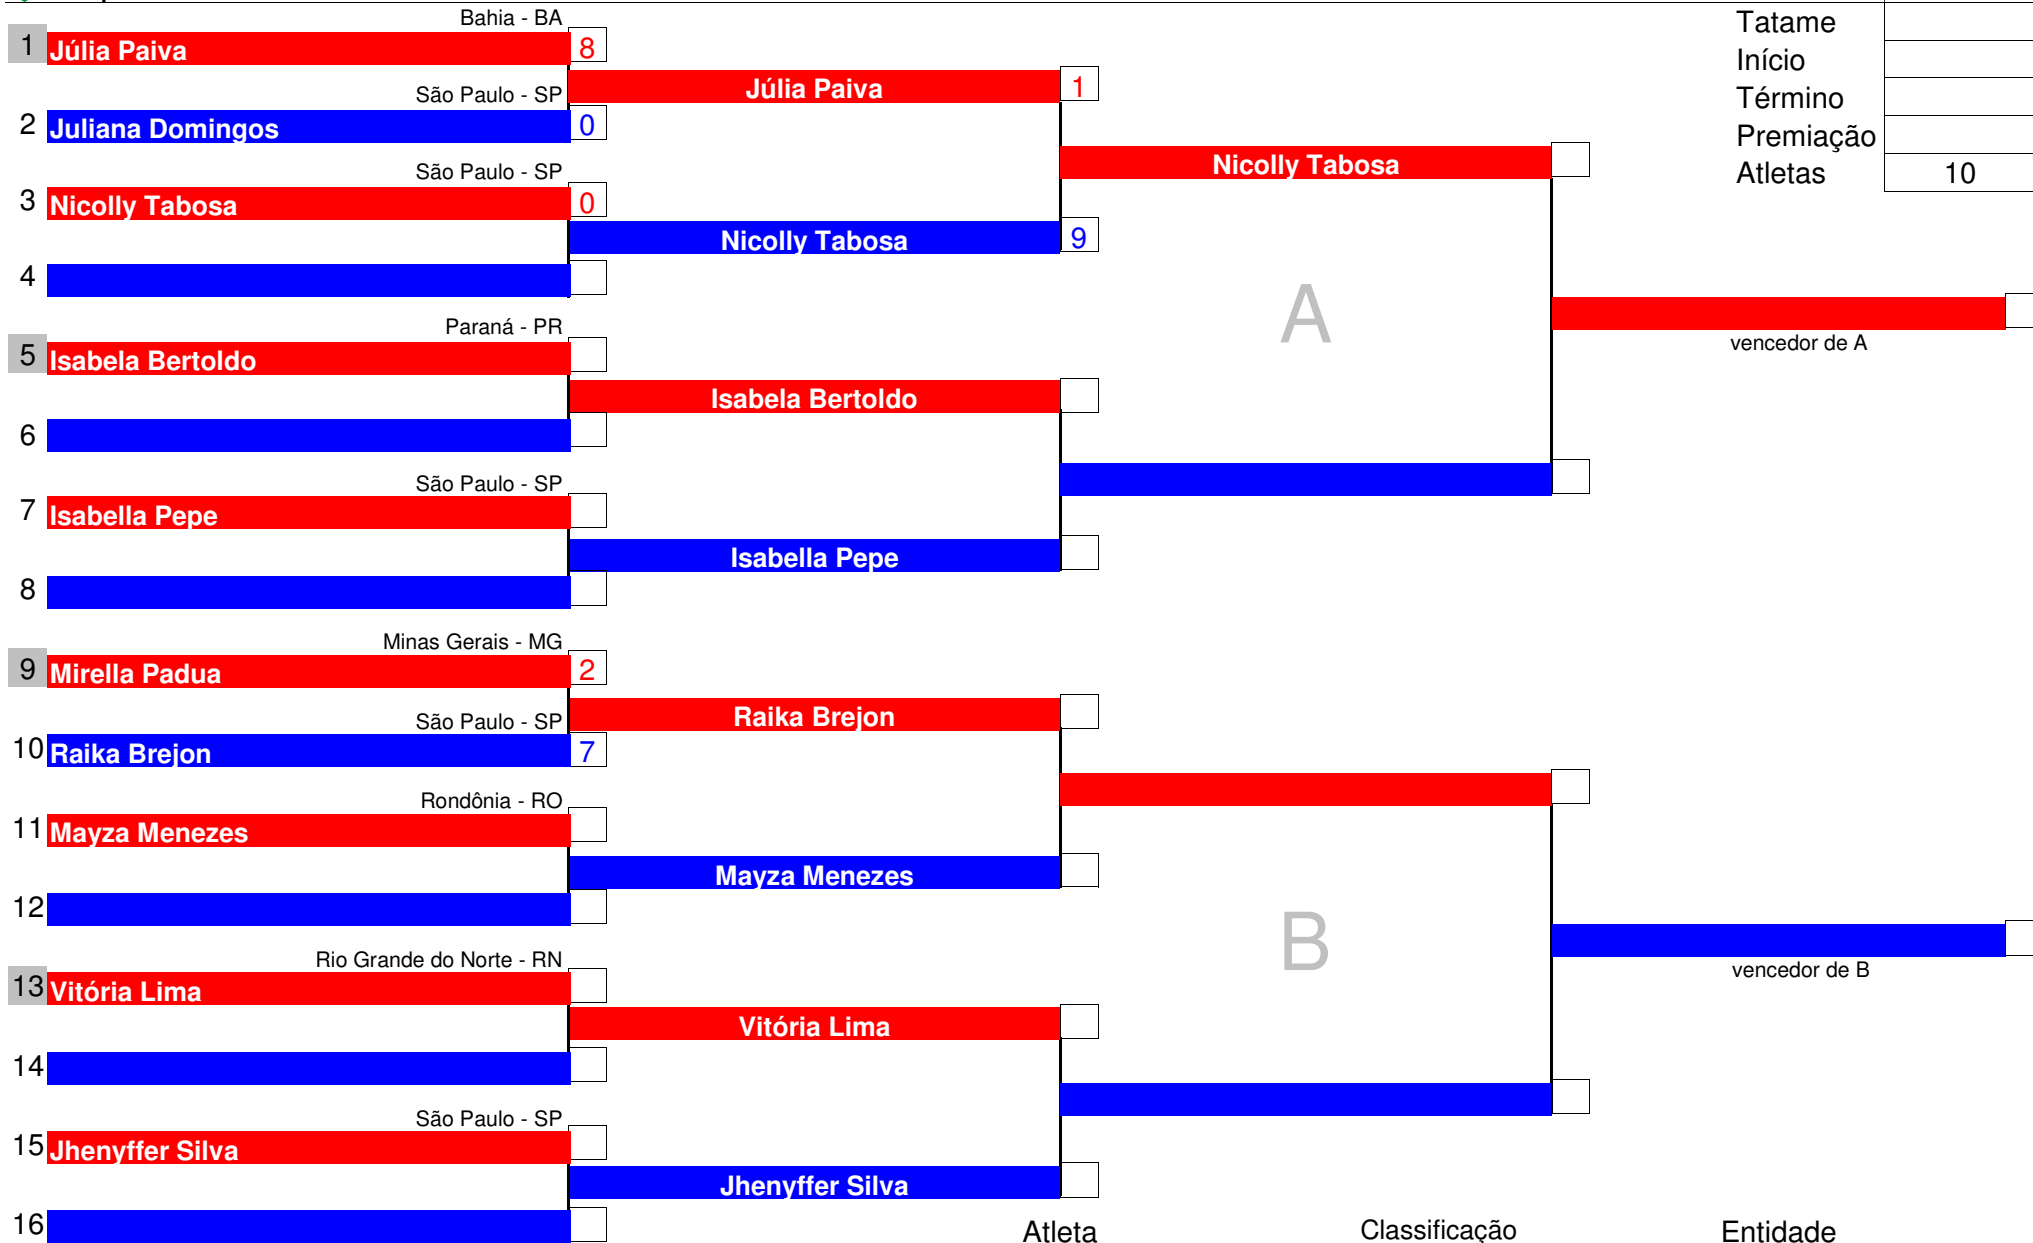 Bahia - BA
1 Júlia Paiva 8
Júlia Paiva 1
São Paulo - SP
2 Juliana Domingos 0
Nicolly Tabosa
São Paulo - SP
3 Nicolly Tabosa 0
Nicolly Tabosa 9
4
A
Paraná - PR
5 Isabela Bertoldo
Isabela Bertoldo
6
São Paulo - SP
7 Isabella Pepe
Isabella Pepe
8
Minas Gerais - MG
9 Mirella Padua 2
Raika Brejon
São Paulo - SP
10 Raika Brejon 7
Rondônia - RO
11 Mayza Menezes
Mayza Menezes
12
B
Rio Grande do Norte - RN
13 Vitória Lima
Vitória Lima
14
São Paulo - SP
15 Jhenyffer Silva
Jhenyffer Silva
16
Tatame
Início
Término
Premiação
Atletas 10
vencedor de A
vencedor de B
Atleta Classificação Entidade